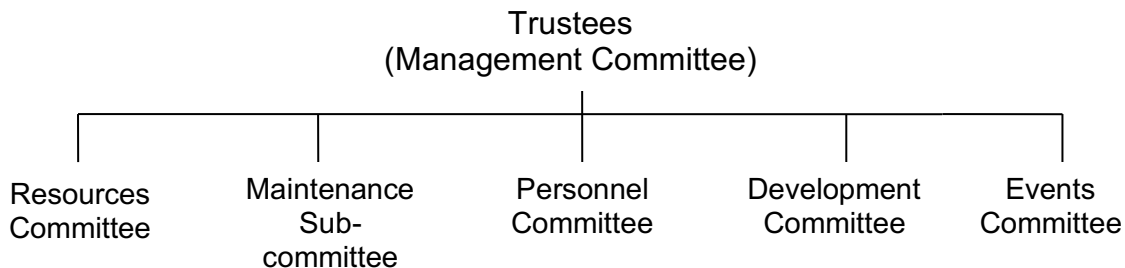 Trustees
(Management Committee)
Resources
Committee
Maintenance
Sub-
committee
Personnel
Committee
Development
Committee
Events
Committee